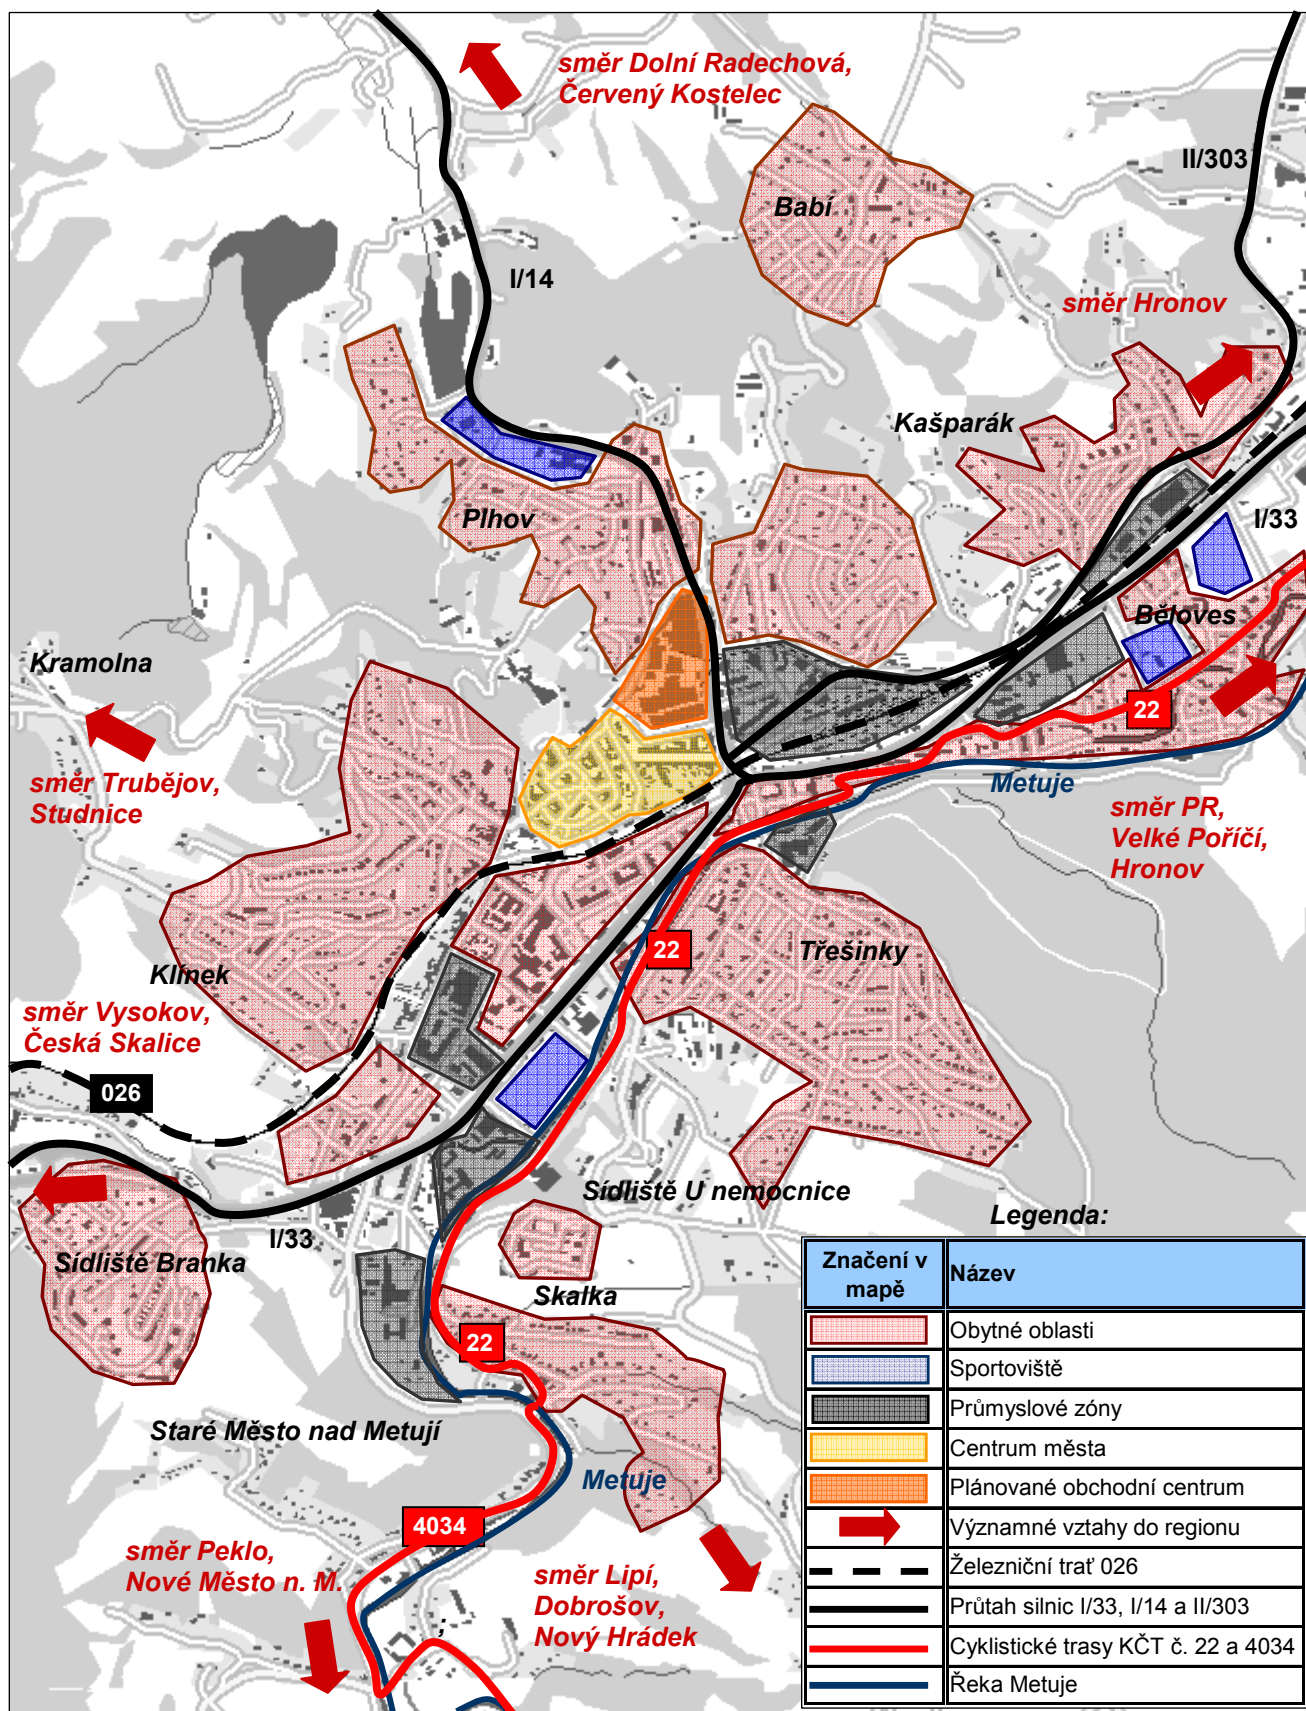 směr Dolní Radechová,
Červený Kostelec
II/303
Babí
I/14
směr Hronov
Kašparák
Plhov
I/33
Běloves
Kramolna
22
směr Trubějov,
Studnice
Metuje
směr PR,
Velké Poříčí,
Hronov
22
Třešinky
Klínek
směr Vysokov,
Česká Skalice
026
Sídliště U nemocnice
Legenda:
I/33
Sídliště Branka
Skalka
22
Staré Město nad Metují
Metuje
4034
směr Peklo,
Nové Město n. M.
směr Lipí,
Dobrošov,
Nový Hrádek
;
Značení v
mapě
Název
Obytné oblasti
Sportoviště
Průmyslové zóny
Centrum města
Plánované obchodní centrum
Významné vztahy do regionu
Železniční trať 026
Průtah silnic I/33, I/14 a II/303
Cyklistické trasy KČT č. 22 a 4034
Řeka Metuje